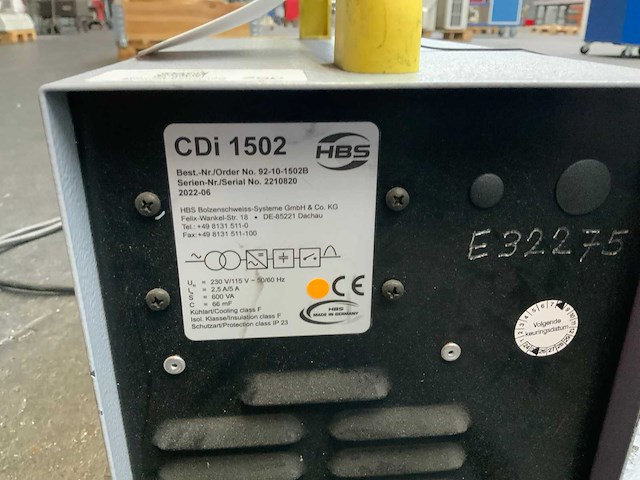 CDi 1502
HBS
Best.-Nr./Order No. 92-10-1502B
Serien-Nr./Serial No. 2210820
2022-06
HBS Bolzenschweiss-Systeme GmbH & Co. KG
Felix-Wankel-Str. 18 • DE-85221 Dachau
Tel.: +49 8131 511-0
Fax: +49 8131 511-100
= 230 V/115 V ~ 50/60 Hz
= 2,5 A/5 A
S = 600 VA
C = 66 mF
Kühlart/Cooling class F
Isol. Klasse/Insulation class F
Schutzart/Protection class IP 23
CE
HBS
MADE IN GERMANY
E32275
Volgende
keuringsdatum